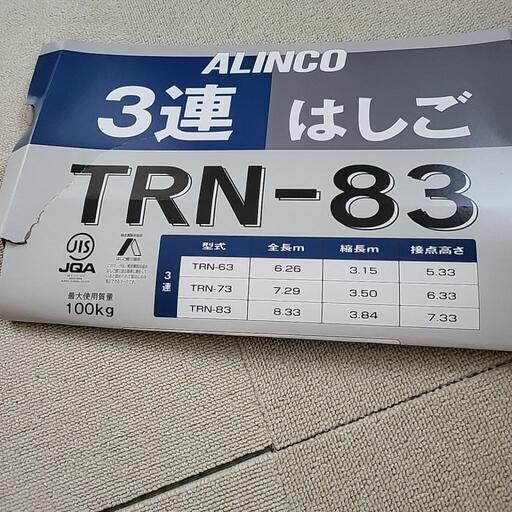 ALINCO
3連 はしご
TRN-83
JIS
JQA
最大使用質量
100kg
3連
型式 全長m 縮長m 接点高さ
TRN-63 6.26 3.15 5.33
TRN-73 7.29 3.50 6.33
TRN-83 8.33 3.84 7.33